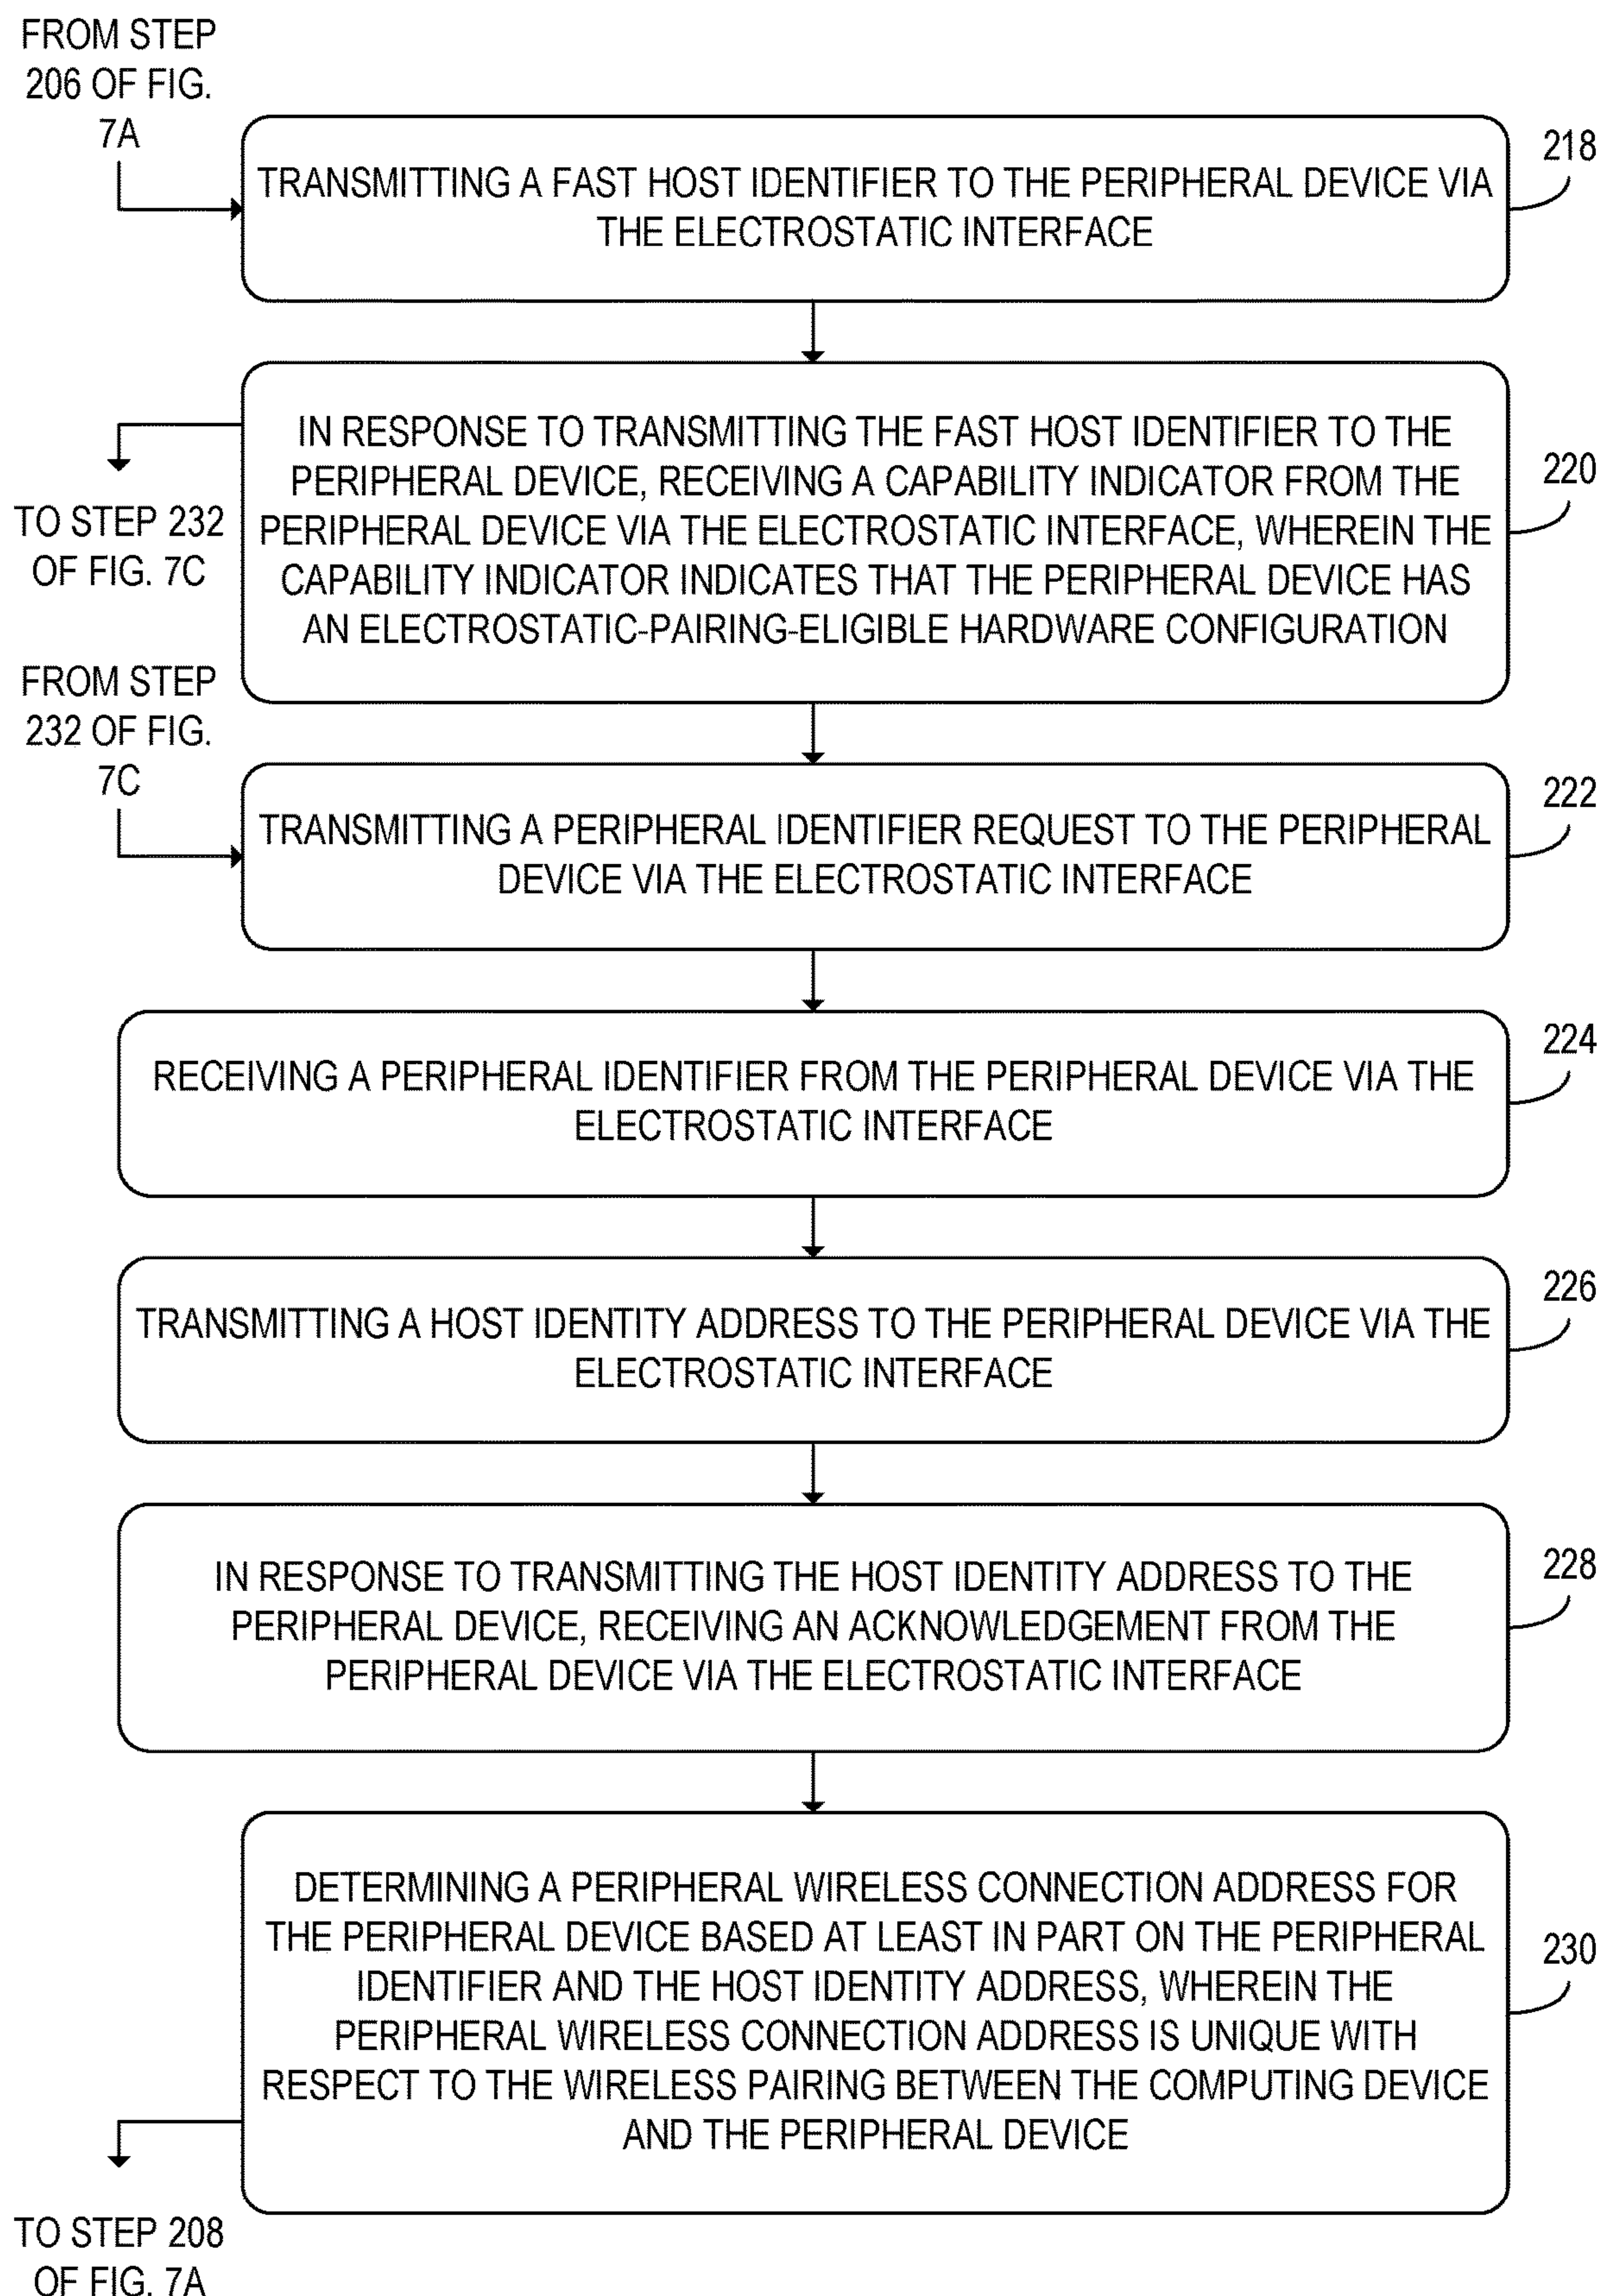 FROM STEP
206 OF FIG.
7A
218
TRANSMITTING A FAST HOST IDENTIFIER TO THE PERIPHERAL DEVICE VIA
THE ELECTROSTATIC INTERFACE
IN RESPONSE TO TRANSMITTING THE FAST HOST IDENTIFIER TO THE
PERIPHERAL DEVICE, RECEIVING A CAPABILITY INDICATOR FROM THE
PERIPHERAL DEVICE VIA THE ELECTROSTATIC INTERFACE, WHEREIN THE
CAPABILITY INDICATOR INDICATES THAT THE PERIPHERAL DEVICE HAS
AN ELECTROSTATIC-PAIRING-ELIGIBLE HARDWARE CONFIGURATION
220
TO STEP 232
OF FIG. 7C
FROM STEP
232 OF FIG.
7C
222
TRANSMITTING A PERIPHERAL IDENTIFIER REQUEST TO THE PERIPHERAL
DEVICE VIA THE ELECTROSTATIC INTERFACE
224
RECEIVING A PERIPHERAL IDENTIFIER FROM THE PERIPHERAL DEVICE VIA THE
ELECTROSTATIC INTERFACE
226
TRANSMITTING A HOST IDENTITY ADDRESS TO THE PERIPHERAL DEVICE VIA THE
ELECTROSTATIC INTERFACE
228
IN RESPONSE TO TRANSMITTING THE HOST IDENTITY ADDRESS TO THE
PERIPHERAL DEVICE, RECEIVING AN ACKNOWLEDGEMENT FROM THE
PERIPHERAL DEVICE VIA THE ELECTROSTATIC INTERFACE
DETERMINING A PERIPHERAL WIRELESS CONNECTION ADDRESS FOR
THE PERIPHERAL DEVICE BASED AT LEAST IN PART ON THE PERIPHERAL
IDENTIFIER AND THE HOST IDENTITY ADDRESS, WHEREIN THE
PERIPHERAL WIRELESS CONNECTION ADDRESS IS UNIQUE WITH
RESPECT TO THE WIRELESS PAIRING BETWEEN THE COMPUTING DEVICE
AND THE PERIPHERAL DEVICE
230
TO STEP 208
OF FIG. 7A